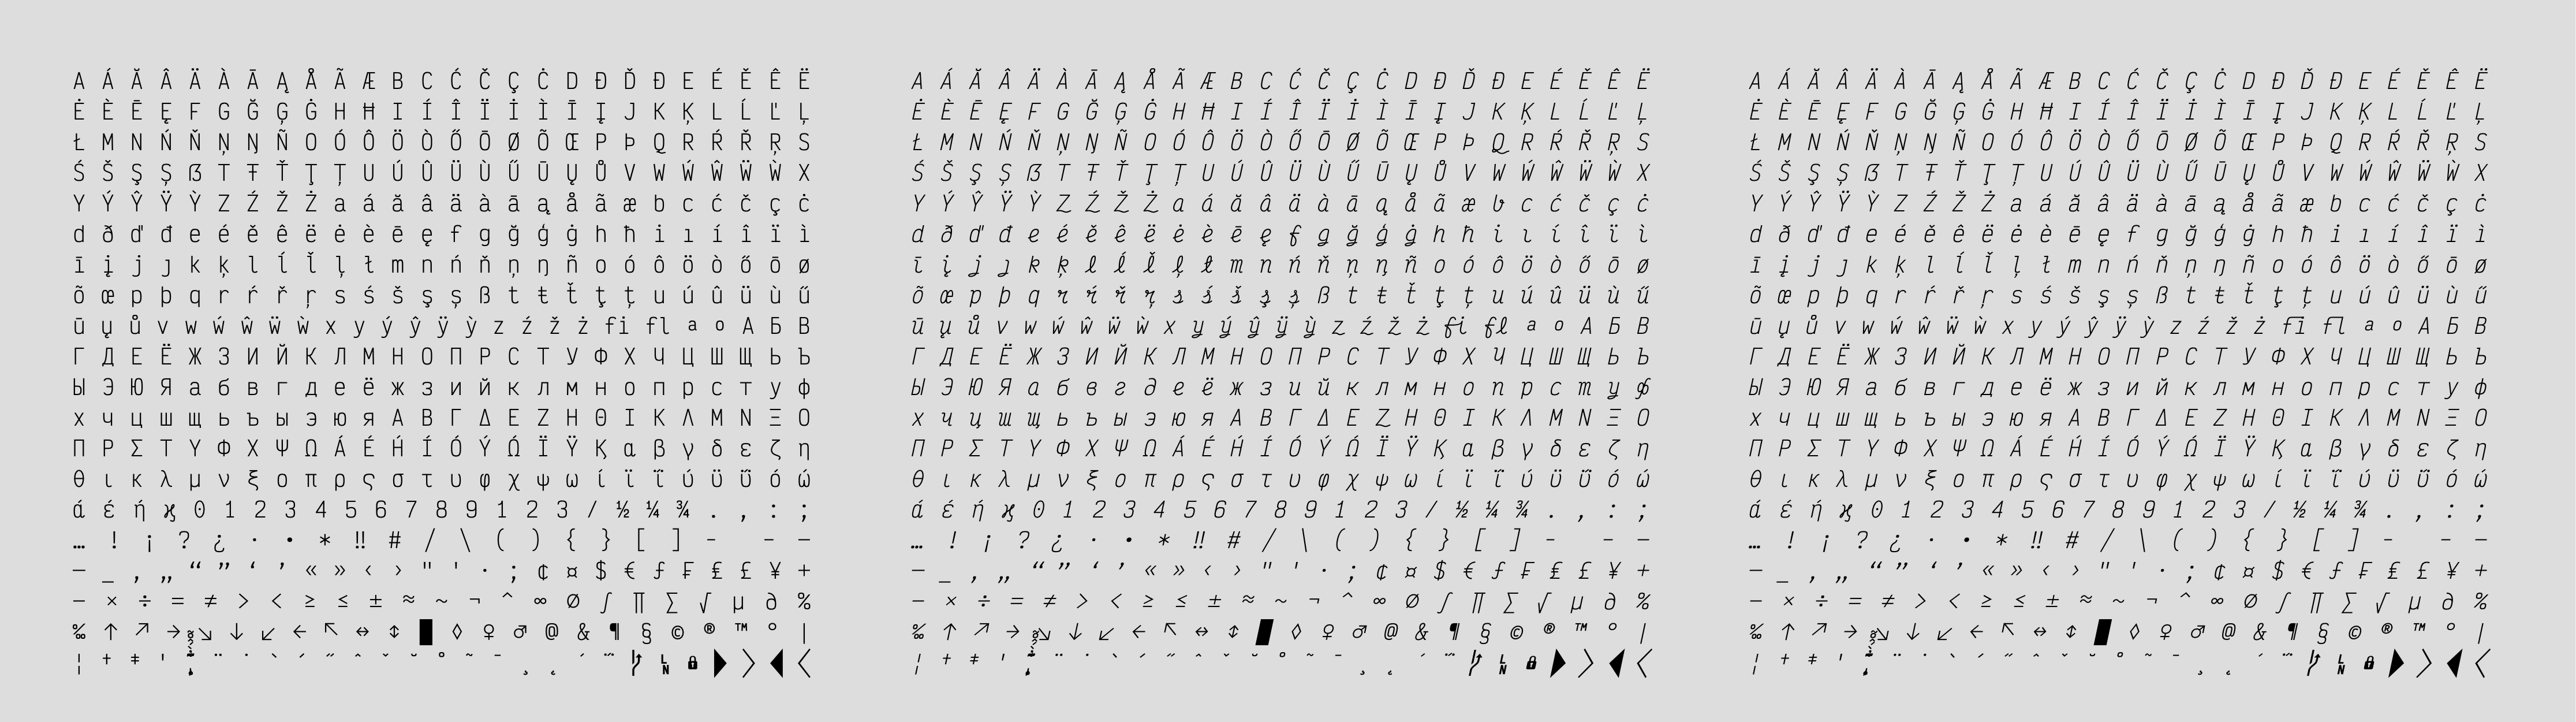 A Á Ă Â Ä À Ā Ą Å Ã Æ B C Ć Č Ç Ċ D Ð Ď Đ E É Ě Ê Ë
Ė È Ē Ę F G Ğ Ģ Ġ H Ħ I Í Î Ï İ Ì Ī Į J K Ķ L Ĺ Ľ Ļ
Ł M N Ń Ň Ņ Ŋ Ñ O Ó Ô Ö Ò Ő Ō Ø Õ Œ P Þ Q R Ŕ Ř Ŗ S
Ś Š Ş Ș ẞ T Ŧ Ť Ţ Ț U Ú Û Ü Ù Ű Ū Ų Ů V W Ẃ Ŵ Ẅ Ẁ X
Y Ý Ŷ Ÿ Ỳ Z Ź Ž Ż a á ă â ä à ā ą å ã æ b c ć č ç ċ
d ð ď đ e é ě ê ë ė è ē ę f g ğ ģ ġ h ħ i ı í î ï ì
ī į j ȷ k ķ l ĺ ľ ļ ł m n ń ň ņ ŋ ñ o ó ô ö ò ő ō ø
õ œ p þ q r ŕ ř ŗ s ś š ş ș ß t ŧ ť ţ ț u ú û ü ù ű
ū ų ů v w ẃ ŵ ẅ ẁ x y ý ŷ ÿ ỳ z ź ž ż fi fl ª º А Б В
Г Д Е Ё Ж З И Й К Л М Н О П Р С Т У Ф Х Ч Ц Ш Щ Ь Ъ
Ы Э Ю Я а б в г д е ё ж з и й к л м н о п р с т у ф
х ч ц ш щ ь ъ ы э ю я Α Β Γ Δ Ε Ζ Η Θ Ι Κ Λ Μ Ν Ξ Ο
Π Ρ Σ Τ Υ Φ Χ Ψ Ω Ά Έ Ή Ί Ό Ύ Ώ Ϊ Ϋ Ϗ α β γ δ ε ζ η
θ ι κ λ μ ν ξ ο π ρ ς σ τ υ φ χ ψ ω ί ϊ ΐ ύ ϋ ΰ ό ώ
ά έ ή ϗ 0 1 2 3 4 5 6 7 8 9 1 2 3 / ½ ¼ ¾ . , : ;
… ! ¡ ? ¿ · • * ‼ # / \ ( ) { } [ ] - – —
― _ ‚ „ “ ” ‘ ’ « » ‹ › " ' · ; ¢ ¤ $ € ƒ ₣ ₤ £ ¥ +
− × ÷ = ≠ > < ≥ ≤ ± ≈ ~ ¬ ^ ∞ ∅ ∫ ∏ ∑ √ µ ∂ %
‰ ↑ ↗ → ↘ ↓ ↙ ← ↖ ↔ ↕ █ ◊ ♀ ♂ @ & ¶ § © ® ™ ° |
¦ † ‡
A Á Ă Â Ä À Ā Ą Å Ã Æ B C Ć Č Ç Ċ D Ð Ď Đ E É Ě Ê Ë
Ė È Ē Ę F G Ğ Ģ Ġ H Ħ I Í Î Ï İ Ì Ī Į J K Ķ L Ĺ Ľ Ļ
Ł M N Ń Ň Ņ Ŋ Ñ O Ó Ô Ö Ò Ő Ō Ø Õ Œ P Þ Q R Ŕ Ř Ŗ S
Ś Š Ş Ș ẞ T Ŧ Ť Ţ Ț U Ú Û Ü Ù Ű Ū Ų Ů V W Ẃ Ŵ Ẅ Ẁ X
Y Ý Ŷ Ÿ Ỳ Z Ź Ž Ż a á ă â ä à ā ą å ã æ b c ć č ç ċ
d ð ď đ e é ě ê ë ė è ē ę f g ğ ģ ġ h ħ i ı í î ï ì
ī į j ȷ k ķ l ĺ ľ ļ ł m n ń ň ņ ŋ ñ o ó ô ö ò ő ō ø
õ œ p þ q r ŕ ř ŗ s ś š ş ș ß t ŧ ť ţ ț u ú û ü ù ű
ū ų ů v w ẃ ŵ ẅ ẁ x y ý ŷ ÿ ỳ z ź ž ż fi fl ª º А Б В
Г Д Е Ё Ж З И Й К Л М Н О П Р С Т У Ф Х Ч Ц Ш Щ Ь Ъ
Ы Э Ю Я а б в г д е ё ж з и й к л м н о п р с т у ф
х ч ц ш щ ь ъ ы э ю я Α Β Γ Δ Ε Ζ Η Θ Ι Κ Λ Μ Ν Ξ Ο
Π Ρ Σ Τ Υ Φ Χ Ψ Ω Ά Έ Ή Ί Ό Ύ Ώ Ϊ Ϋ Ϗ α β γ δ ε ζ η
θ ι κ λ μ ν ξ ο π ρ ς σ τ υ φ χ ψ ω ί ϊ ΐ ύ ϋ ΰ ό ώ
ά έ ή ϗ 0 1 2 3 4 5 6 7 8 9 1 2 3 / ½ ¼ ¾ . , : ;
… ! ¡ ? ¿ · • * ‼ # / \ ( ) { } [ ] - – —
― _ ‚ „ “ ” ‘ ’ « » ‹ › " ' · ; ¢ ¤ $ € ƒ ₣ ₤ £ ¥ +
− × ÷ = ≠ > < ≥ ≤ ± ≈ ~ ¬ ^ ∞ ∅ ∫ ∏ ∑ √ µ ∂ %
‰ ↑ ↗ → ↘ ↓ ↙ ← ↖ ↔ ↕ █ ◊ ♀ ♂ @ & ¶ § © ® ™ ° |
¦ † ‡
A Á Ă Â Ä À Ā Ą Å Ã Æ B C Ć Č Ç Ċ D Ð Ď Đ E É Ě Ê Ë
Ė È Ē Ę F G Ğ Ģ Ġ H Ħ I Í Î Ï İ Ì Ī Į J K Ķ L Ĺ Ľ Ļ
Ł M N Ń Ň Ņ Ŋ Ñ O Ó Ô Ö Ò Ő Ō Ø Õ Œ P Þ Q R Ŕ Ř Ŗ S
Ś Š Ş Ș ẞ T Ŧ Ť Ţ Ț U Ú Û Ü Ù Ű Ū Ų Ů V W Ẃ Ŵ Ẅ Ẁ X
Y Ý Ŷ Ÿ Ỳ Z Ź Ž Ż a á ă â ä à ā ą å ã æ b c ć č ç ċ
d ð ď đ e é ě ê ë ė è ē ę f g ğ ģ ġ h ħ i ı í î ï ì
ī į j ȷ k ķ l ĺ ľ ļ ł m n ń ň ņ ŋ ñ o ó ô ö ò ő ō ø
õ œ p þ q r ŕ ř ŗ s ś š ş ș ß t ŧ ť ţ ț u ú û ü ù ű
ū ų ů v w ẃ ŵ ẅ ẁ x y ý ŷ ÿ ỳ z ź ž ż fi fl ª º А Б В
Г Д Е Ё Ж З И Й К Л М Н О П Р С Т У Ф Х Ч Ц Ш Щ Ь Ъ
Ы Э Ю Я а б в г д е ё ж з и й к л м н о п р с т у ф
х ч ц ш щ ь ъ ы э ю я Α Β Γ Δ Ε Ζ Η Θ Ι Κ Λ Μ Ν Ξ Ο
Π Ρ Σ Τ Υ Φ Χ Ψ Ω Ά Έ Ή Ί Ό Ύ Ώ Ϊ Ϋ Ϗ α β γ δ ε ζ η
θ ι κ λ μ ν ξ ο π ρ ς σ τ υ φ χ ψ ω ί ϊ ΐ ύ ϋ ΰ ό ώ
ά έ ή ϗ 0 1 2 3 4 5 6 7 8 9 1 2 3 / ½ ¼ ¾ . , : ;
… ! ¡ ? ¿ · • * ‼ # / \ ( ) { } [ ] - – —
― _ ‚ „ “ ” ‘ ’ « » ‹ › " ' · ; ¢ ¤ $ € ƒ ₣ ₤ £ ¥ +
− × ÷ = ≠ > < ≥ ≤ ± ≈ ~ ¬ ^ ∞ ∅ ∫ ∏ ∑ √ µ ∂ %
‰ ↑ ↗ → ↘ ↓ ↙ ← ↖ ↔ ↕ █ ◊ ♀ ♂ @ & ¶ § © ® ™ ° |
¦ † ‡